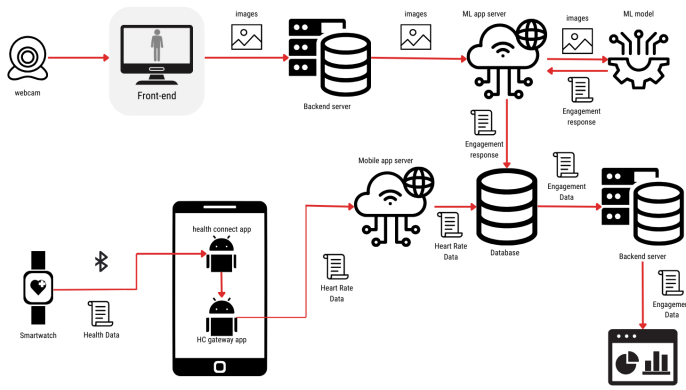 images
images
ML app server
images
ML model
webcam
Front-end
Backend server
Engagement
response
Engagement
response
Mobile app server
Engagement
Data
health connect app
Heart Rate
Data
Database
Backend server
Heart Rate
Data
Engagemen
Data
Smartwatch
Health Data
HC gateway app